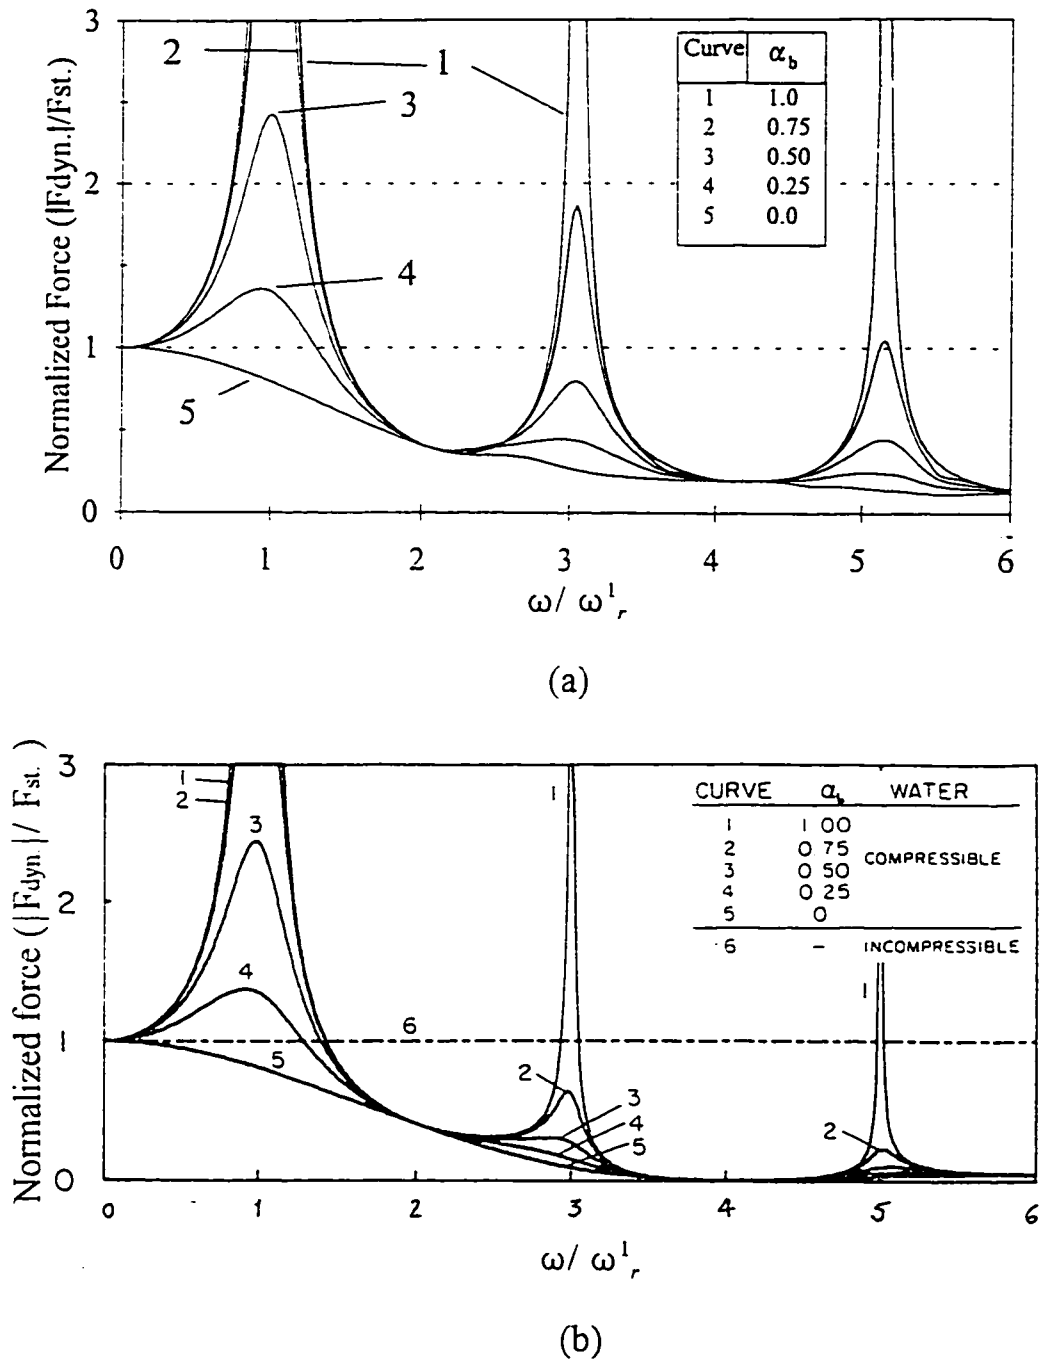 3
2
1
0
Normalized Force (|Fdyn.|/Fst.)
2
1
3
4
5
Curve αb
1 1.0
2 0.75
3 0.50
4 0.25
5 0.0
0 1 2 3 4 5 6
ω/ ω¹r
(a)
3
2
1
0
Normalized force (|Fdyn.|/ Fst.)
1
2
3
4
5
6
1
2
3
4
5
1
2
CURVE αb WATER
1 1 00
2 0 75
3 0 50
4 0 25
5 0
COMPRESSIBLE
6 – INCOMPRESSIBLE
0 1 2 3 4 5 6
ω/ ω¹r
(b)